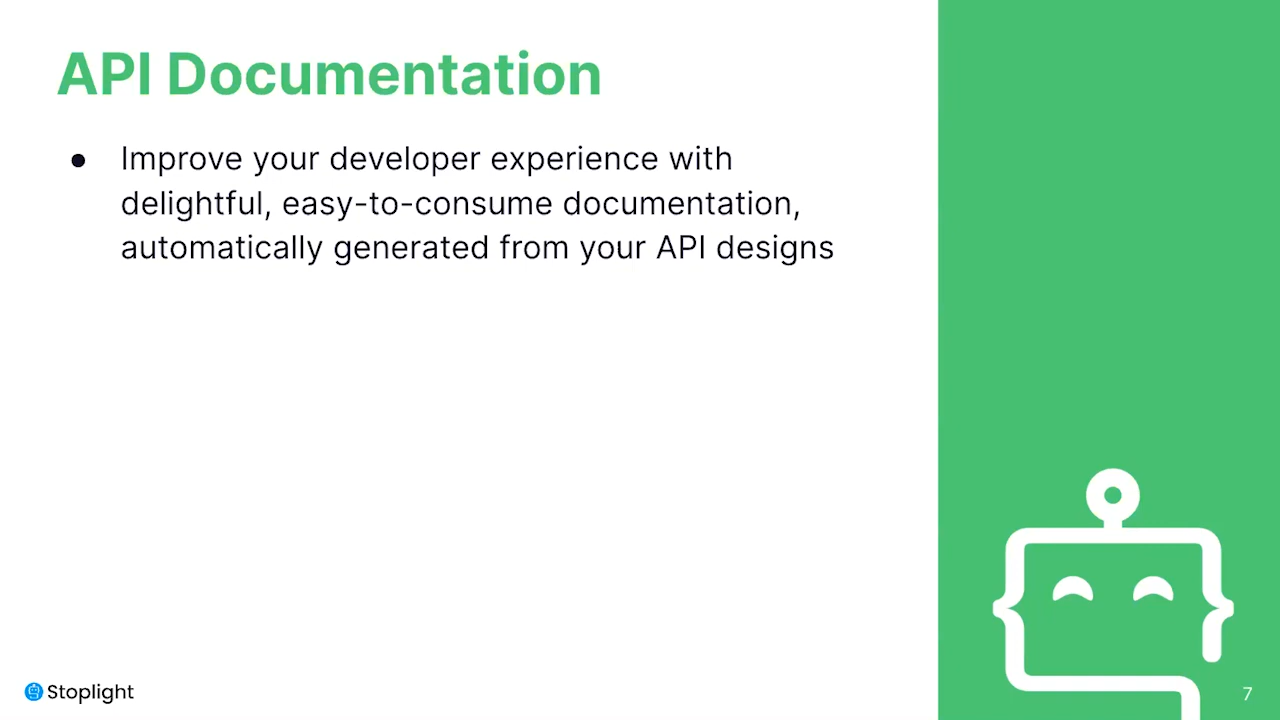 API Documentation
● Improve your developer experience with
delightful, easy-to-consume documentation,
automatically generated from your API designs
Stoplight
7